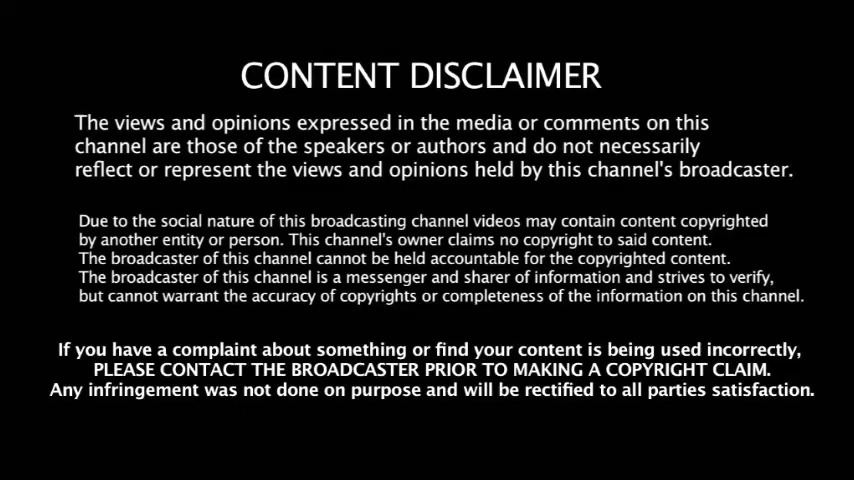 CONTENT DISCLAIMER
The views and opinions expressed in the media or comments on this
channel are those of the speakers or authors and do not necessarily
reflect or represent the views and opinions held by this channel's broadcaster.
Due to the social nature of this broadcasting channel videos may contain content copyrighted
by another entity or person. This channel's owner claims no copyright to said content.
The broadcaster of this channel cannot be held accountable for the copyrighted content.
The broadcaster of this channel is a messenger and sharer of information and strives to verify,
but cannot warrant the accuracy of copyrights or completeness of the information on this channel.
If you have a complaint about something or find your content is being used incorrectly,
PLEASE CONTACT THE BROADCASTER PRIOR TO MAKING A COPYRIGHT CLAIM.
Any infringement was not done on purpose and will be rectified to all parties satisfaction.